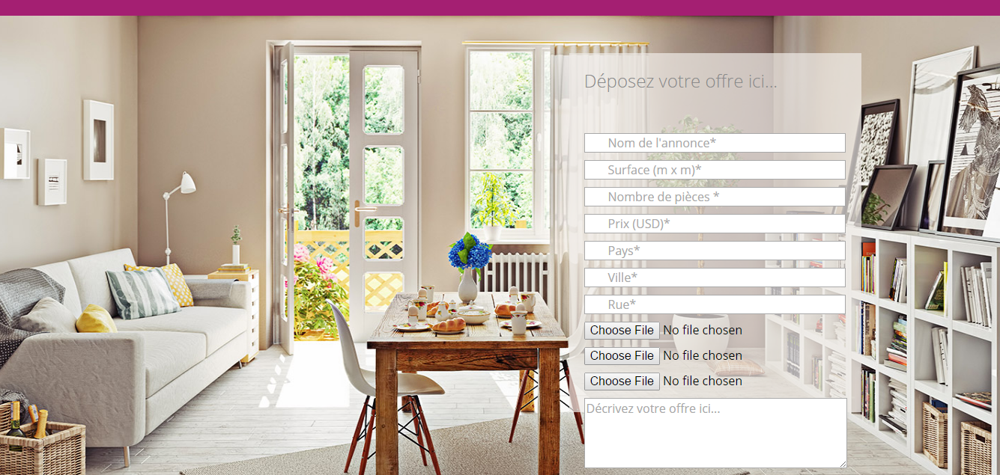 Déposez votre offre ici...
Nom de l'annonce*
Surface (m x m)*
Nombre de pièces *
Prix (USD)*
Pays*
Ville*
Rue*
Choose File No file chosen
Choose File No file chosen
Choose File No file chosen
Décrivez votre offre ici...